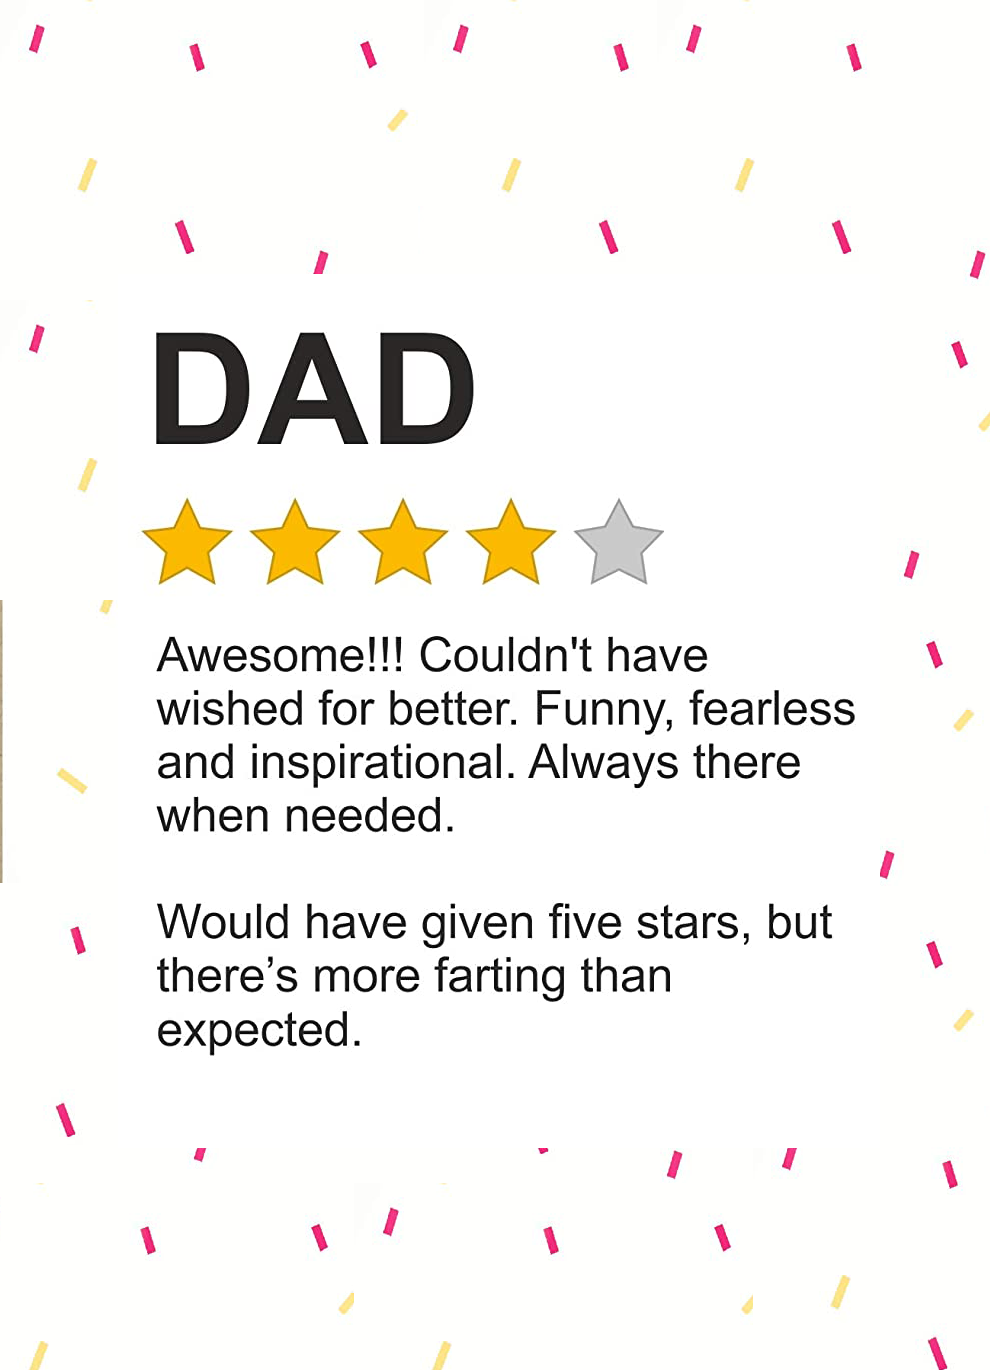 DAD
Awesome!!! Couldn't have
wished for better. Funny, fearless
and inspirational. Always there
when needed.
Would have given five stars, but
there’s more farting than
expected.